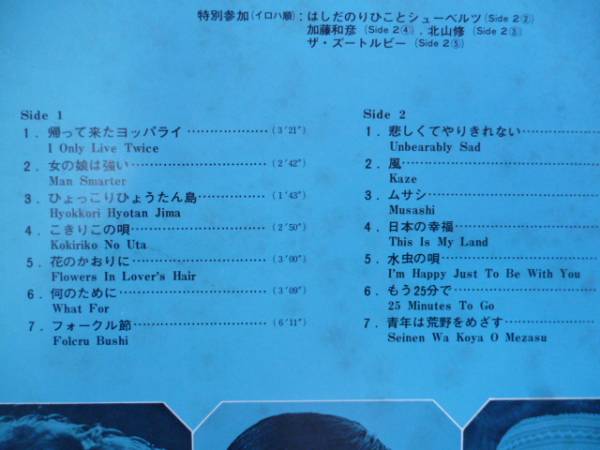 特別参加(イロハ順):はしだのりひことシューベルツ(Side 2②)
加藤和彦(Side 2④).北山修(Side 2③)
ザ・ズートルビー(Side 2⑤)
Side 1
1.帰って来たヨッパライ………………(3′21″)
I Only Live Twice
2.女の娘は強い………………(2′42″)
Man Smarter
3.ひょっこりひょうたん島…………(1′43″)
Hyokkori Hyotan Jima
4.こきりこの唄………………(2′50″)
Kokiriko No Uta
5.花のかおりに………………(3′00″)
Flowers In Lover's Hair
6.何のために………………(3′09″)
What For
7.フォークル節………………(6′11″)
Folcru Bushi
Side 2
1.悲しくてやりきれない…………
Unbearably Sad
2.風………………
Kaze
3.ムサシ………………
Musashi
4.日本の幸福………………
This Is My Land
5.水虫の唄………………
I'm Happy Just To Be With You
6.もう25分で………………
25 Minutes To Go
7.青年は荒野をめざす…………
Seinen Wa Koya O Mezasu